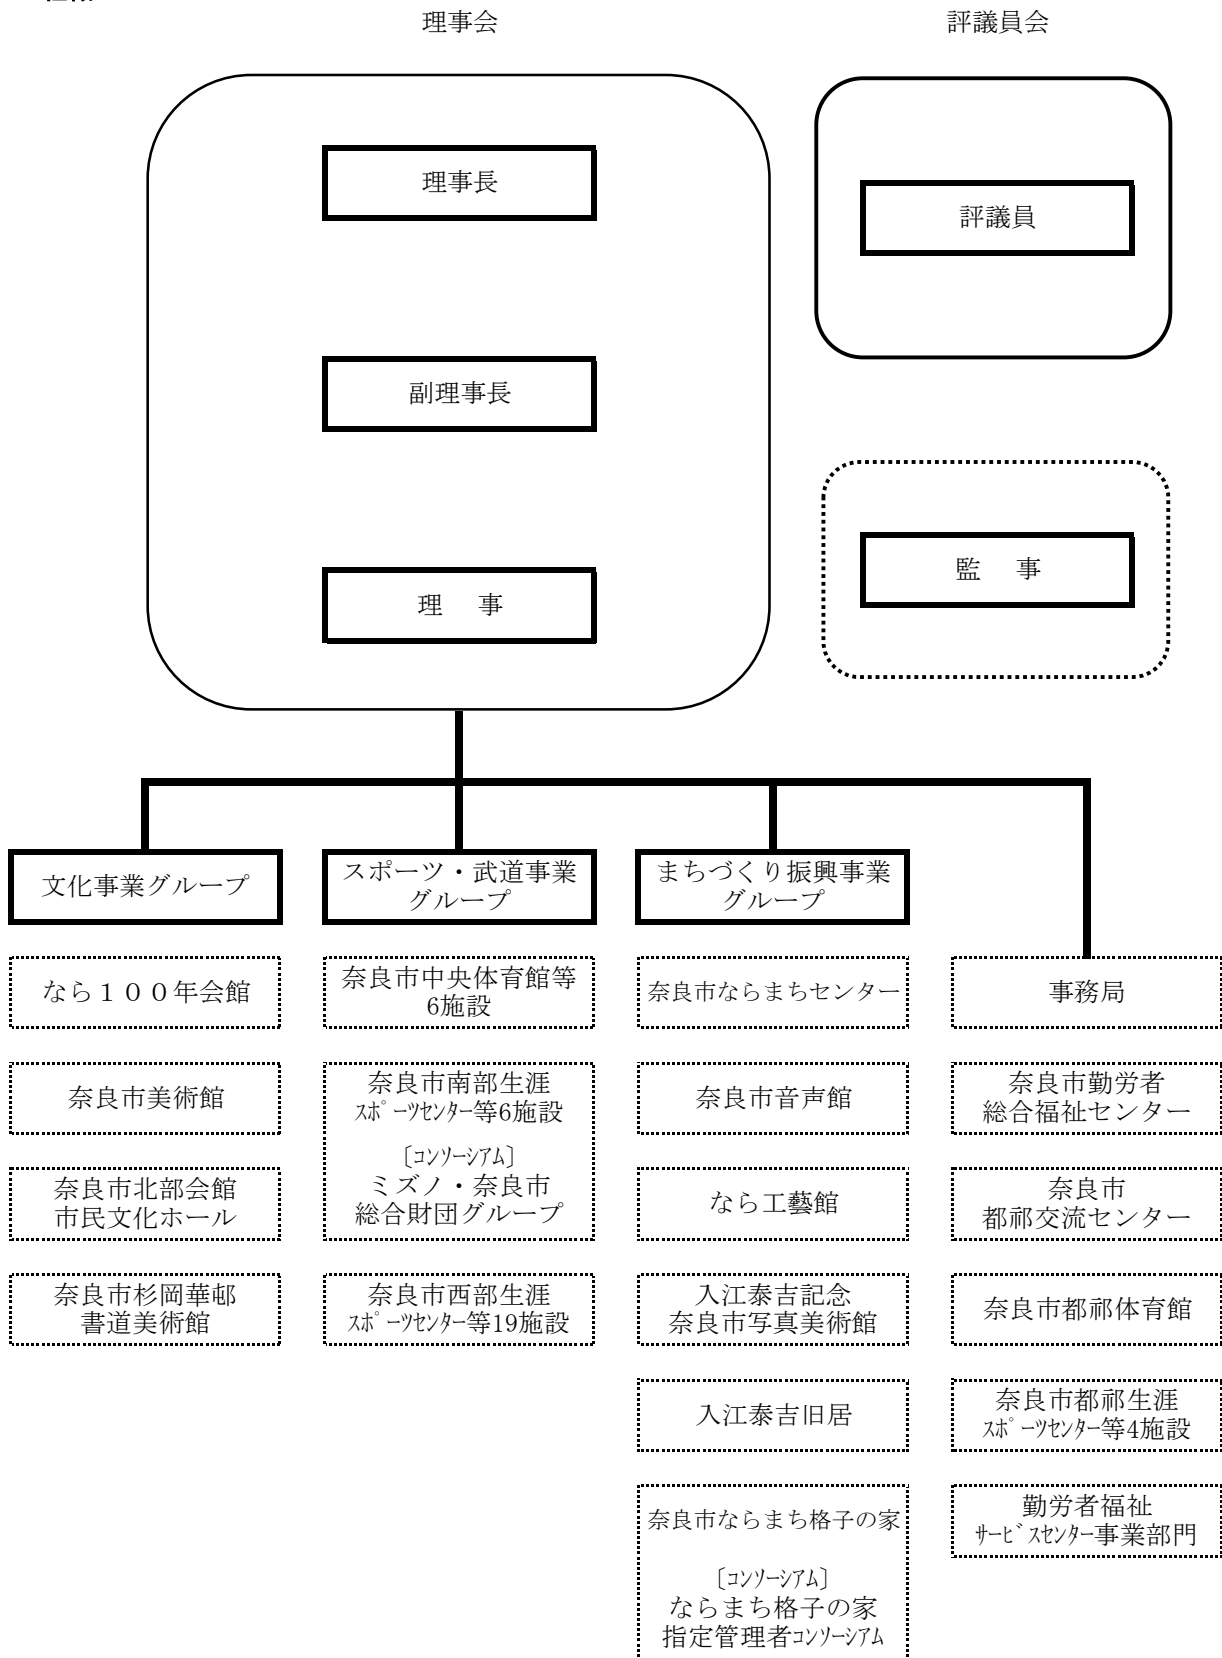 理事会
評議員会
理事長
評議員
副理事長
監　事
理　事
文化事業グループ
スポーツ・武道事業
グループ
まちづくり振興事業
グループ
なら１００年会館
奈良市美術館
奈良市北部会館
市民文化ホール
奈良市杉岡華邨
書道美術館
奈良市中央体育館等
6施設
奈良市南部生涯
ｽﾎﾟｰﾂｾﾝﾀｰ等6施設
〔ｺﾝｿｰｼｱﾑ〕
ミズノ・奈良市
総合財団グループ
奈良市西部生涯
ｽﾎﾟｰﾂｾﾝﾀｰ等19施設
奈良市ならまちセンター
奈良市音声館
なら工藝館
入江泰吉記念
奈良市写真美術館
入江泰吉旧居
奈良市ならまち格子の家
〔ｺﾝｿｰｼｱﾑ〕
ならまち格子の家
指定管理者ｺﾝｿｰｼｱﾑ
事務局
奈良市勤労者
総合福祉センター
奈良市
都祁交流センター
奈良市都祁体育館
奈良市都祁生涯
ｽﾎﾟｰﾂｾﾝﾀｰ等4施設
勤労者福祉
ｻｰﾋﾞｽｾﾝﾀｰ事業部門